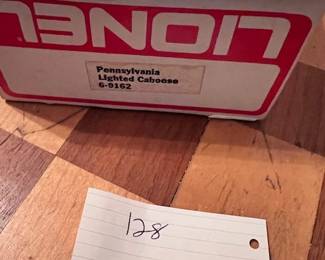 LIONEL
Pennsylvania
Lighted Caboose
6-9162
128